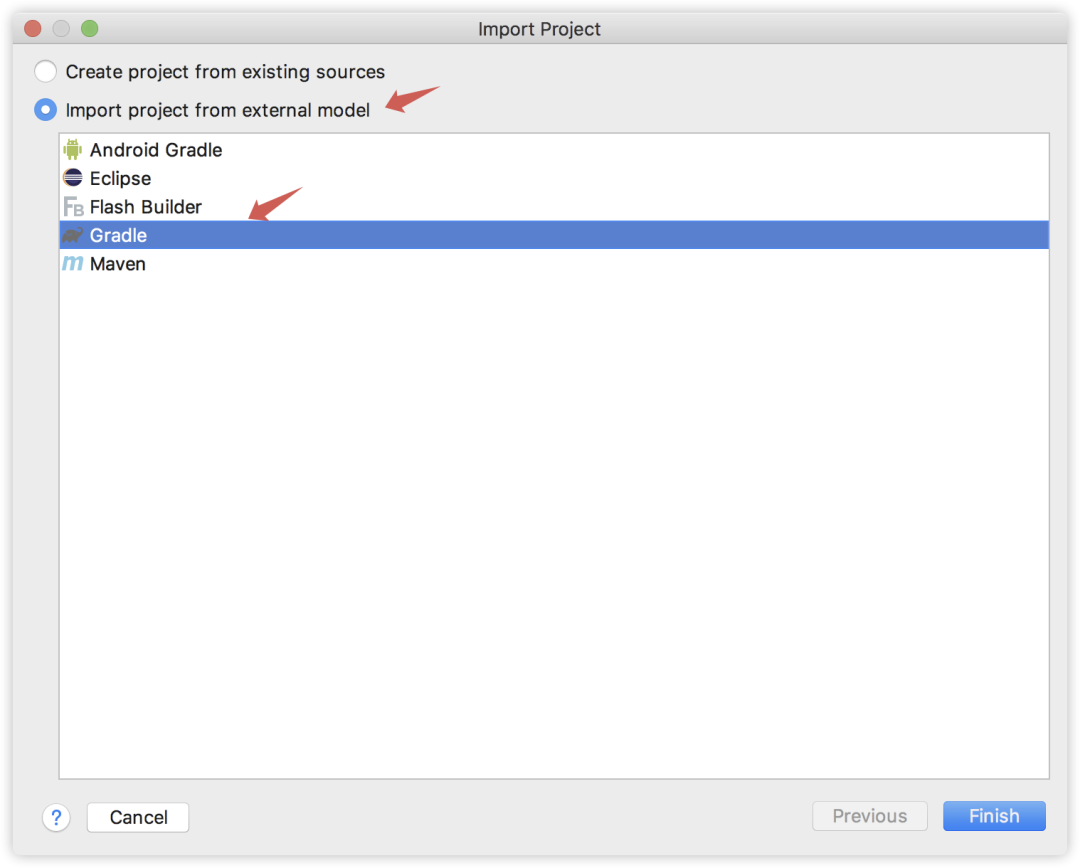 Import Project
Create project from existing sources
Import project from external model
Android Gradle
Eclipse
FB Flash Builder
Gradle
m Maven
? Cancel Previous Finish